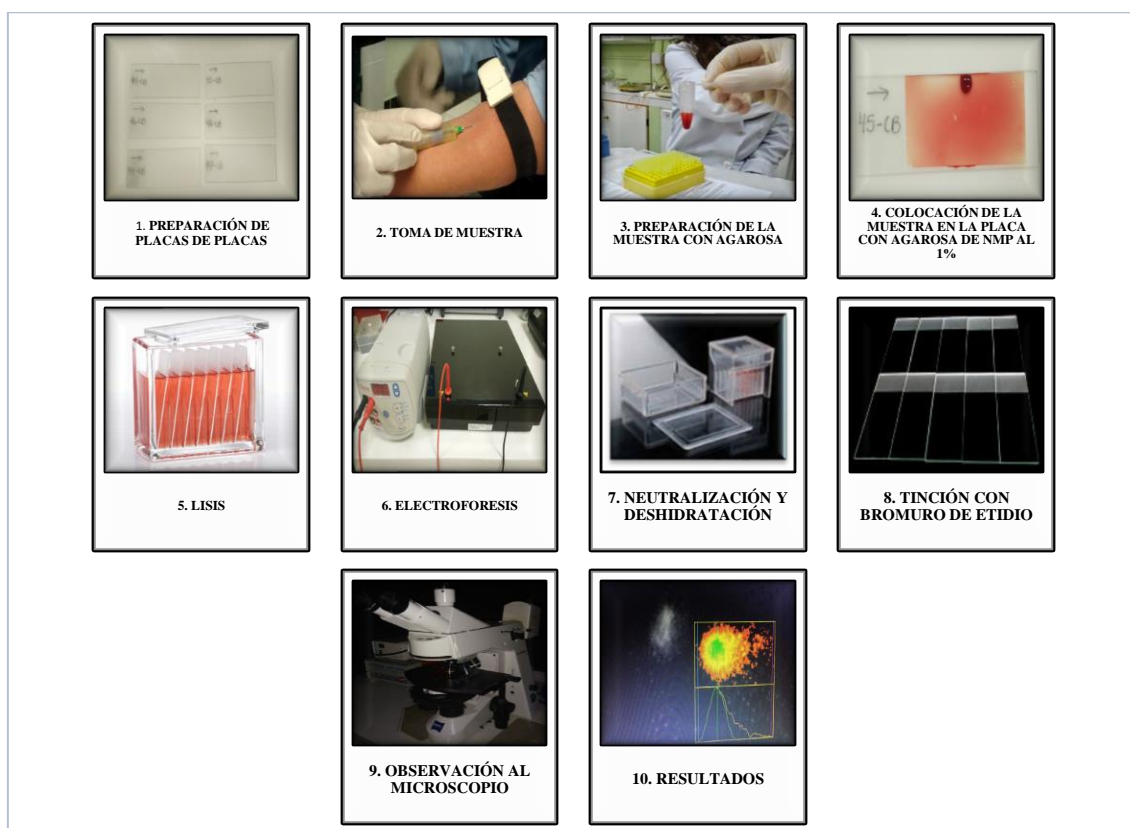 1. PREPARACIÓN DE
PLACAS DE PLACAS
2. TOMA DE MUESTRA
3. PREPARACIÓN DE LA
MUESTRA CON AGAROSA
→
45-CB
4. COLOCACIÓN DE LA
MUESTRA EN LA PLACA
CON AGAROSA DE NMP AL
1%
5. LISIS
6. ELECTROFORESIS
7. NEUTRALIZACIÓN Y
DESHIDRATACIÓN
8. TINCIÓN CON
BROMURO DE ETIDIO
9. OBSERVACIÓN AL
MICROSCOPIO
10. RESULTADOS